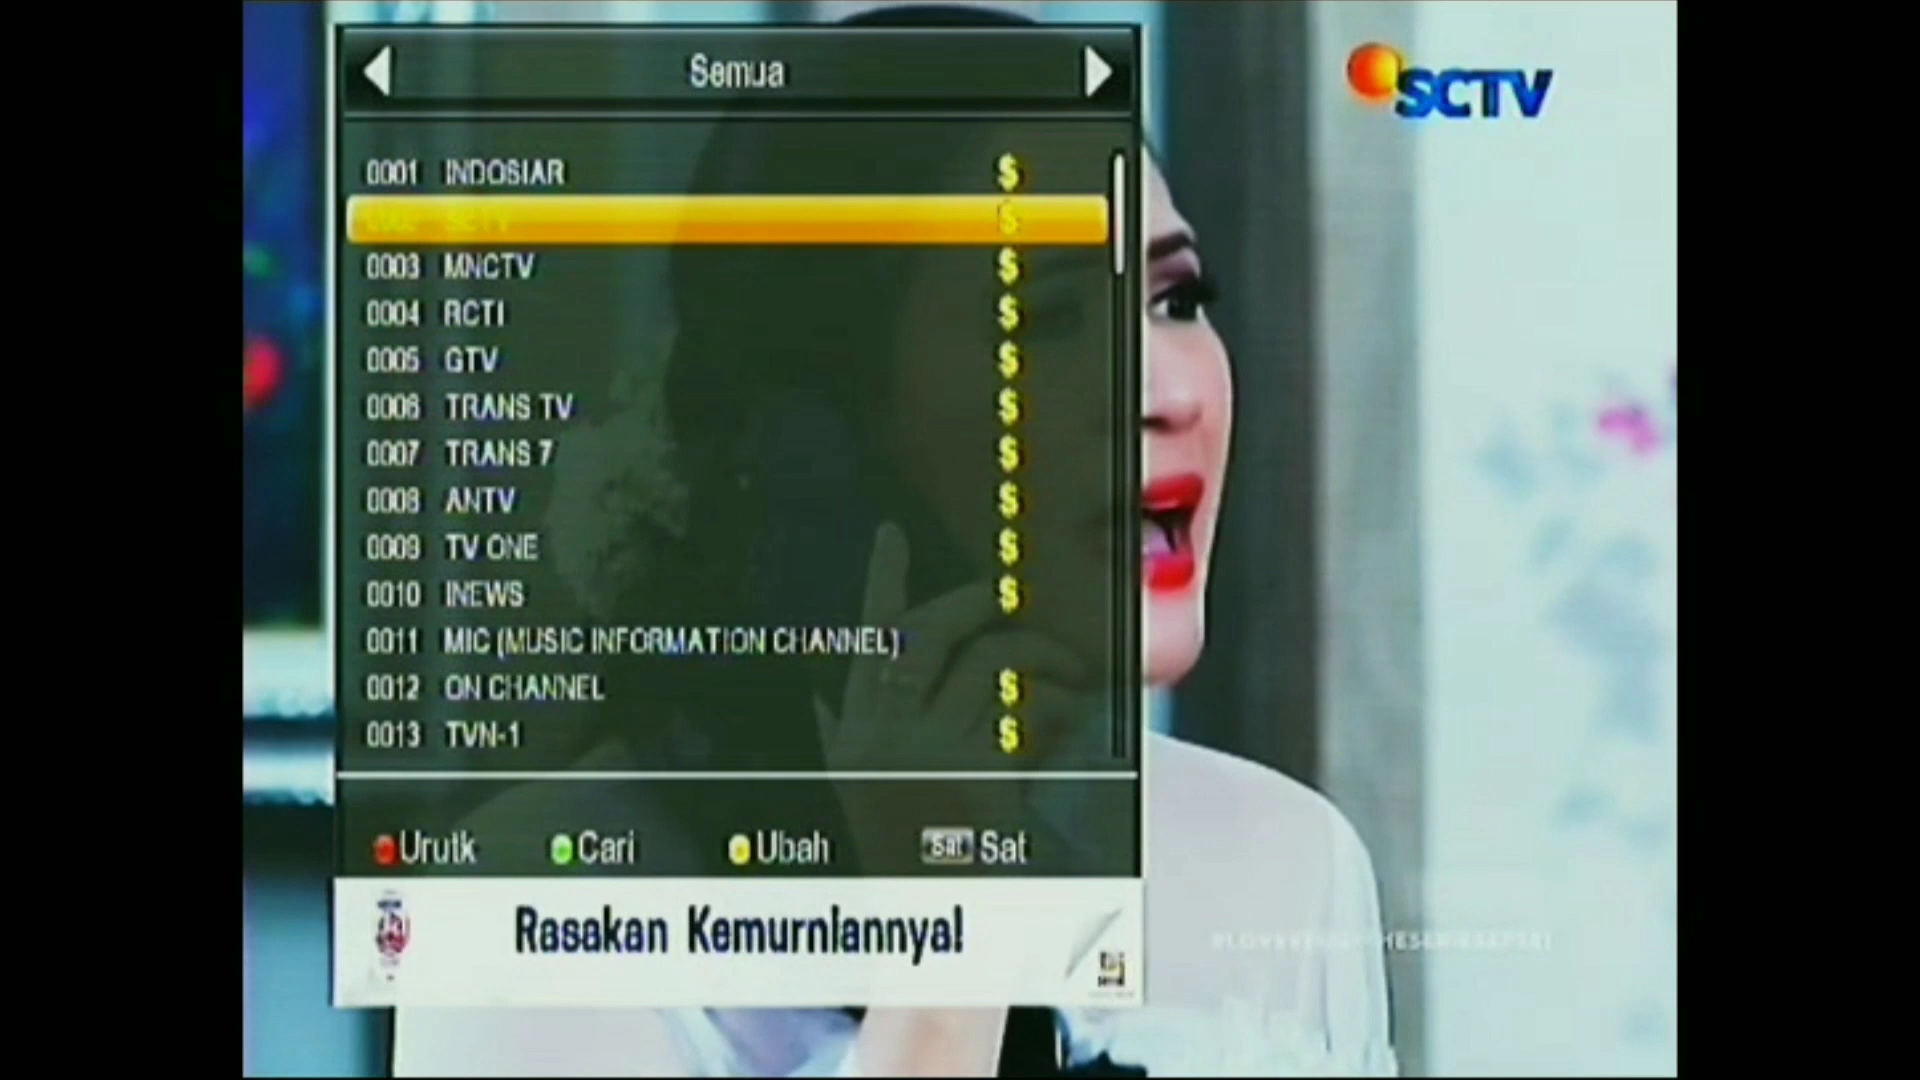 Semua
SCTV
0001 INDOSIAR $
0002 SCTV $
0003 MNCTV $
0004 RCTI $
0005 GTV $
0006 TRANS TV $
0007 TRANS 7 $
0008 ANTV $
0009 TV ONE $
0010 INEWS $
0011 MIC (MUSIC INFORMATION CHANNEL)
0012 ON CHANNEL $
0013 TVN-1 $
Urutk Cari Ubah Sat Sat
Rasakan Kemurniannya!